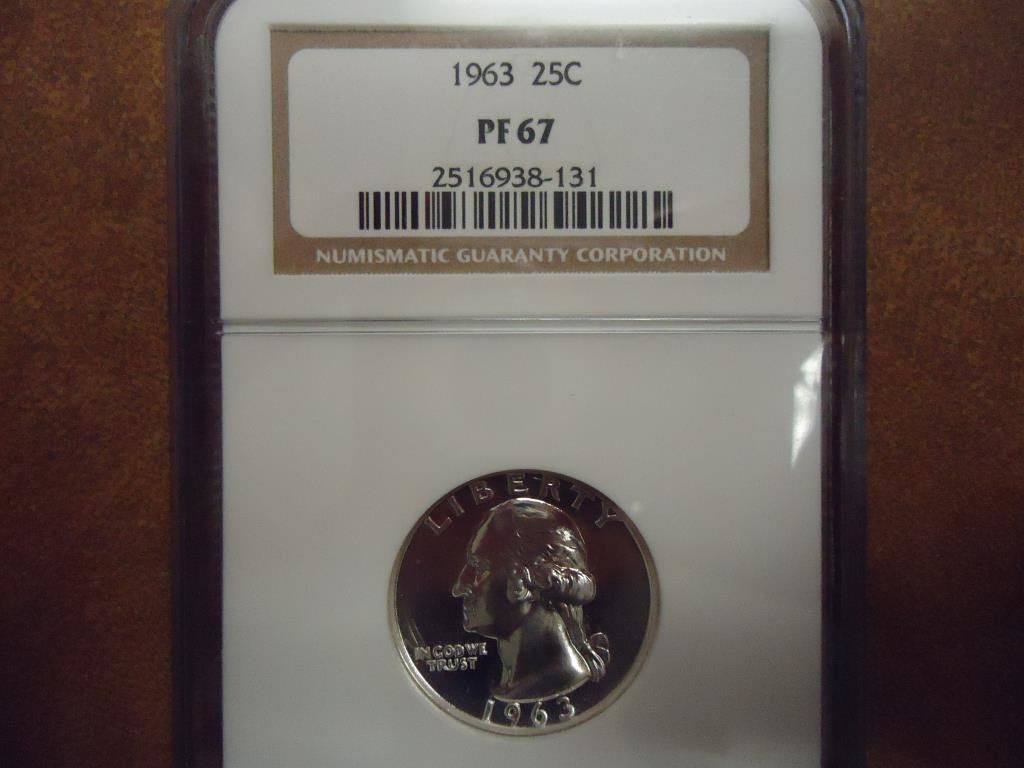 1963 25C
PF 67
2516938-131
NUMISMATIC GUARANTY CORPORATION
LIBERTY
IN GOD WE
TRUST
1963